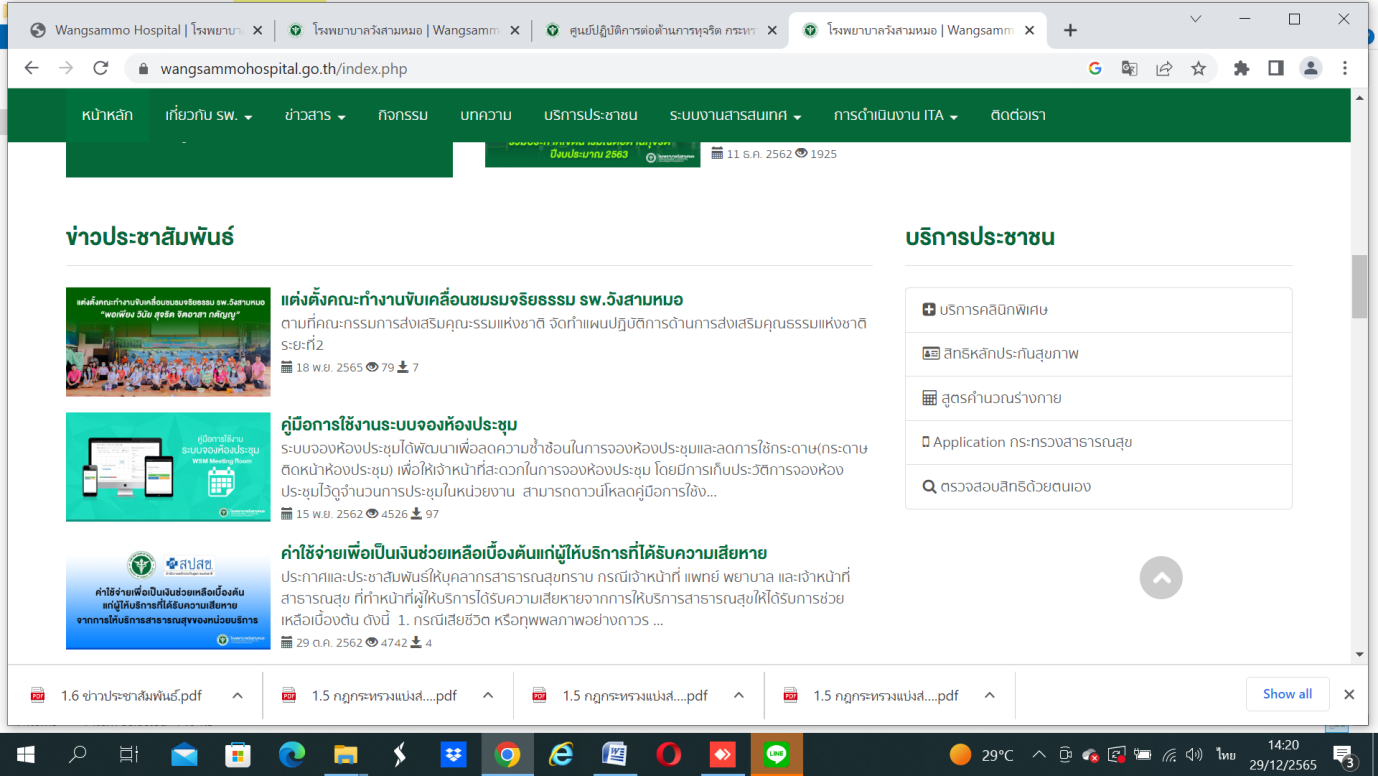 Wangsammo Hospital | โรงพยาบา
โรงพยาบาลวังสามหมอ | Wangsamm
ศูนย์ปฏิบัติการต่อต้านการทุจริต กระทร
โรงพยาบาลวังสามหมอ | Wangsamm
wangsammohospital.go.th/index.php
หน้าหลัก เกี่ยวกับ รพ. ข่าวสาร กิจกรรม บทความ บริการประชาชน ระบบงานสารสนเทศ การดำเนินงาน ITA ติดต่อเรา
ปีงบประมาณ 2563
11 ธ.ค. 2562 1925
ข่าวประชาสัมพันธ์
แต่งตั้งคณะทำงานขับเคลื่อนชมรมจริยธรรม รพ.วังสามหมอ
"พอเพียง วินัย สุจริต จิตอาสา กตัญญู"
แต่งตั้งคณะทำงานขับเคลื่อนชมรมจริยธรรม รพ.วังสามหมอ
ตามที่คณะกรรมการส่งเสริมคุณะรรมแห่งชาติ จัดทำแผนปฏิบัติการด้านการส่งเสริมคุณธรรมแห่งชาติ
ระยะที่2
18 พ.ย. 2565 79 7
คู่มือการใช้งาน
ระบบจองห้องประชุม
WSM Meeting Room
คู่มือการใช้งานระบบจองห้องประชุม
ระบบจองห้องประชุมได้พัฒนาเพื่อลดความซ้ำซ้อนในการจองห้องประชุมและลดการใช้กระดาษ(กระดาษ
ติดหน้าห้องประชุม) เพื่อให้เจ้าหน้าที่สะดวกในการจองห้องประชุม โดยมีการเก็บประวัติการจองห้อง
ประชุมไว้ดูจำนวนการประชุมในหน่วยงาน สามารถดาวน์โหลดคู่มือการใช้ง...
15 พ.ย. 2562 4526 97
สปสช.
ค่าใช้จ่ายเพื่อเป็นเงินช่วยเหลือเบื้องต้น
แก่ผู้ให้บริการที่ได้รับความเสียหาย
จากการให้บริการสาธารณสุขของหน่วยบริการ
ค่าใช้จ่ายเพื่อเป็นเงินช่วยเหลือเบื้องต้นแก่ผู้ให้บริการที่ได้รับความเสียหาย
ประกาศและประชาสัมพันธ์ให้บุคลากรสาธารณสุขทราบ กรณีเจ้าหน้าที่ แพทย์ พยาบาล และเจ้าหน้าที่
สาธารณสุข ที่ทำหน้าที่ผู้ให้บริการได้รับความเสียหายจากการให้บริการสาธารณสุขให้ได้รับการช่วย
เหลือเบื้องต้น ดังนี้ 1. กรณีเสียชีวิต หรือทุพพลภาพอย่างถาวร ...
29 ต.ค. 2562 4742 4
บริการประชาชน
บริการคลินิกพิเศษ
สิทธิหลักประกันสุขภาพ
สูตรคำนวณร่างกาย
Application กระทรวงสาธารณสุข
ตรวจสอบสิทธิด้วยตนเอง
1.6 ข่าวประชาสัมพันธ์.pdf
1.5 กฎกระทรวงแบ่งส่....pdf
1.5 กฎกระทรวงแบ่งส่....pdf
1.5 กฎกระทรวงแบ่งส่....pdf
Show all
29°C
ไทย
14:20
29/12/2565
3